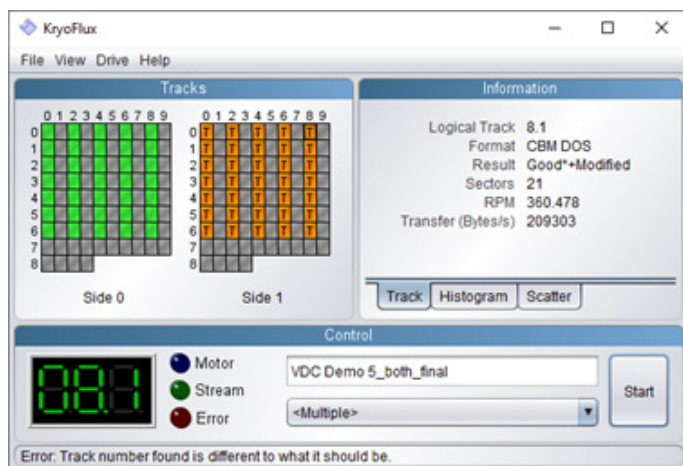 KryoFlux
File View Drive Help
Tracks
0 1 2 3 4 5 6 7 8 9
0
1
2
3
4
5
6
7
8
Side 0
0 1 2 3 4 5 6 7 8 9
0 T T T T T
1 T T T T T
2 T T T T T
3 T T T T T
4 T T T T T
5 T T T T T
6 T T T T T
7
8
Side 1
Information
Logical Track 8.1
Format CBM DOS
Result Good*+Modified
Sectors 21
RPM 360.478
Transfer (Bytes/s) 209303
Track Histogram Scatter
Control
08.1
Motor
Stream
Error
VDC Demo 5_both_final
<Multiple>
Start
Error: Track number found is different to what it should be.